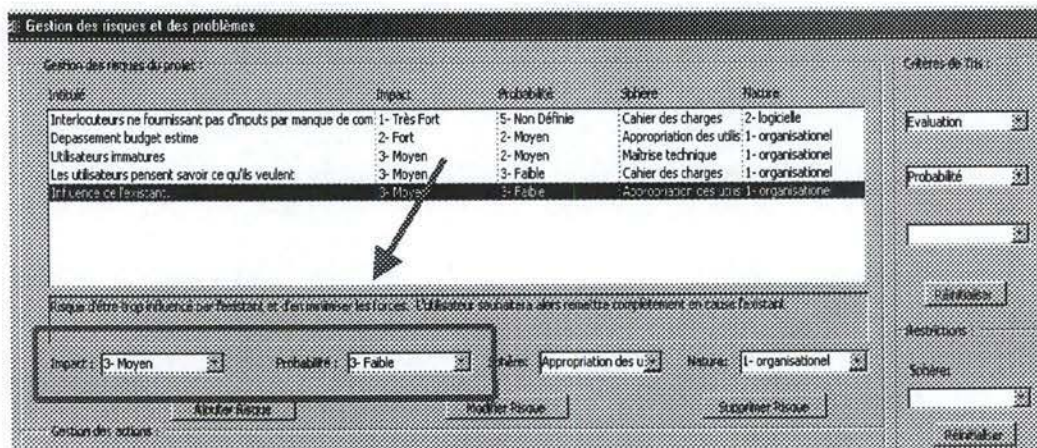 Gestion des risques et des problèmes
Gestion des risques du projet :
Critères de Tris :
Intitulé Impact Probabilité Sphere Nature
Interlocuteurs ne fournissant pas d'inputs par manque de com 1- Très Fort 5- Non Définie Cahier des charges 2- logicielle
Depassement budget estime 2- Fort 2- Moyen Appropriation des utilis 1- organisationel
Utilisateurs immatures 3- Moyen 2- Moyen Maîtrise technique 1- organisationel
Les utilisateurs pensent savoir ce qu'ils veulent 3- Moyen 3- Faible Cahier des charges 1- organisationel
Influence de l'existant. 3- Moyen 3- Faible Appropriation des utilis 1- organisationel
Evaluation
Probabilité
Réinitialiser
Risque d'être trop influencé par l'existant et d'en minimiser les forces. L'utilisateur souhaitera alors remettre complètement en cause l'existant
Restrictions
Impact : 3- Moyen Probabilité : 3- Faible Sphère: Appropriation des u Nature: 1- organisationel
Sphère:
Ajouter Risque Modifier Risque Supprimer Risque
Gestion des actions :
Réinitialiser